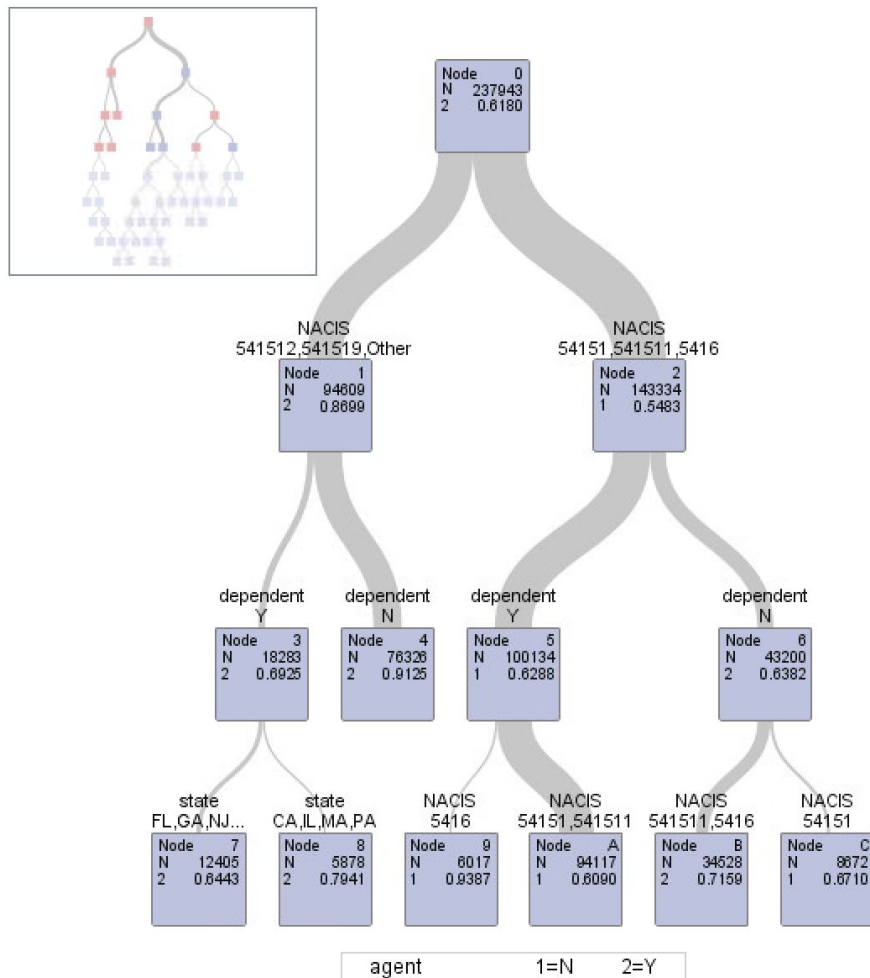 Node 0
N 237943
2 0.6180
NACIS
541512,541519,Other
Node 1
N 94609
2 0.8699
NACIS
54151,541511,5416
Node 2
N 143334
1 0.5483
dependent
Y
Node 3
N 18283
2 0.6925
dependent
N
Node 4
N 76326
2 0.9125
dependent
Y
Node 5
N 100134
1 0.6288
dependent
N
Node 6
N 43200
2 0.6382
state
FL,GA,NJ...
Node 7
N 12405
2 0.6443
state
CA,IL,MA,PA
Node 8
N 5878
2 0.7941
NACIS
5416
Node 9
N 6017
1 0.9387
NACIS
54151,541511
Node A
N 94117
1 0.6090
NACIS
541511,5416
Node B
N 34528
2 0.7159
NACIS
54151
Node C
N 8672
1 0.6710
agent 1=N 2=Y